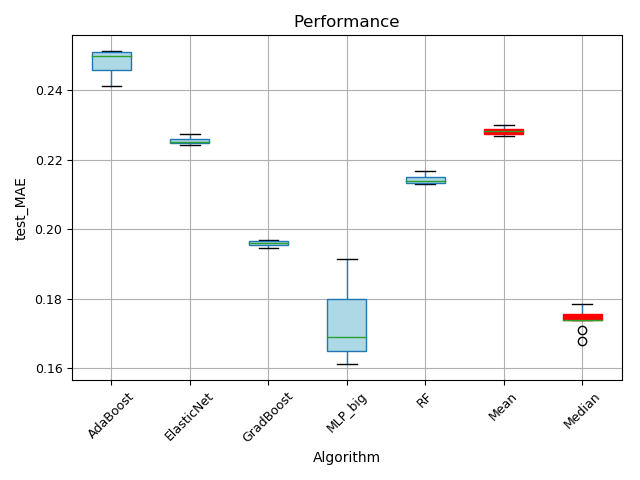 Performance
0.24
0.22
0.20
0.18
0.16
test_MAE
AdaBoost
ElasticNet
GradBoost
MLP_big
RF
Mean
Median
Algorithm